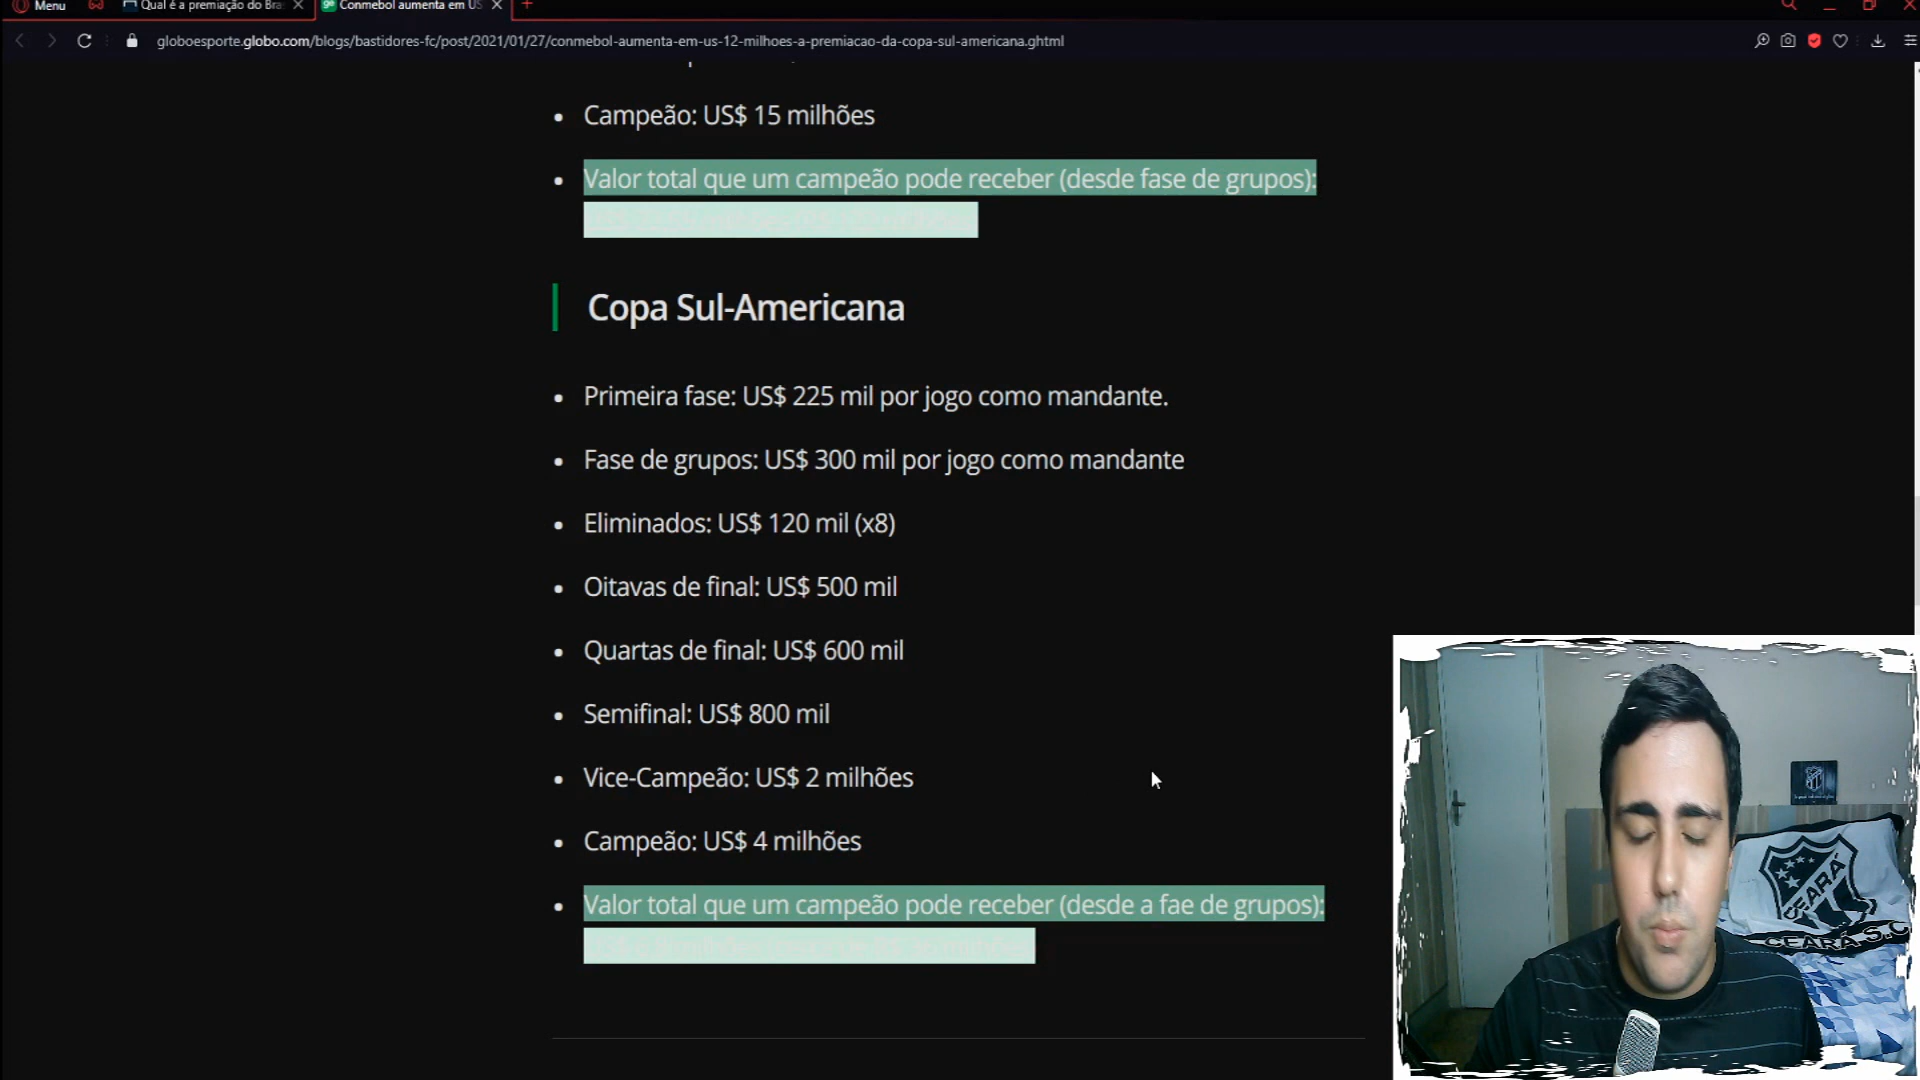 Menu
Qual é a premiação do Bra
Conmebol aumenta em US
globoesporte.globo.com/blogs/bastidores-fc/post/2021/01/27/conmebol-aumenta-em-us-12-milhoes-a-premiacao-da-copa-sul-americana.ghtml
Campeão: US$ 15 milhões
Valor total que um campeão pode receber (desde fase de grupos):
Copa Sul-Americana
Primeira fase: US$ 225 mil por jogo como mandante.
Fase de grupos: US$ 300 mil por jogo como mandante
Eliminados: US$ 120 mil (x8)
Oitavas de final: US$ 500 mil
Quartas de final: US$ 600 mil
Semifinal: US$ 800 mil
Vice-Campeão: US$ 2 milhões
Campeão: US$ 4 milhões
Valor total que um campeão pode receber (desde a fae de grupos):
CEARÁ
CEARÁ S.C